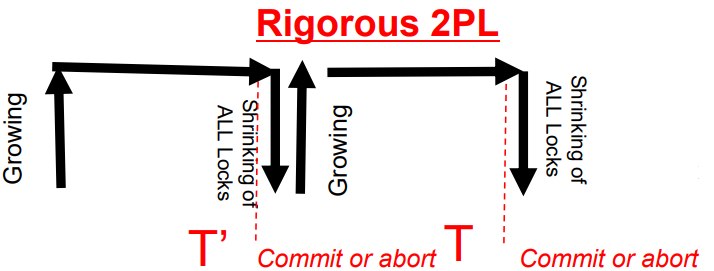 Rigorous 2PL
Growing
Shrinking of
ALL Locks
Growing
Shrinking of
ALL Locks
T’
Commit or abort
T
Commit or abort